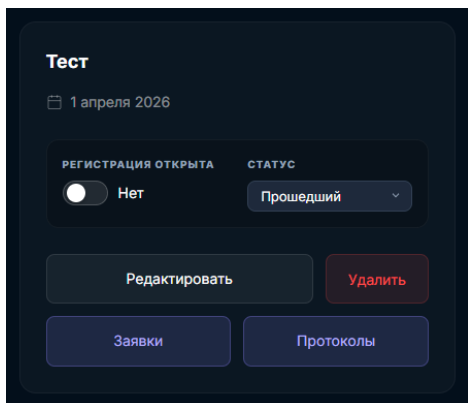 Тест
1 апреля 2026
РЕГИСТРАЦИЯ ОТКРЫТА СТАТУС
Нет Прошедший
Редактировать Удалить
Заявки Протоколы